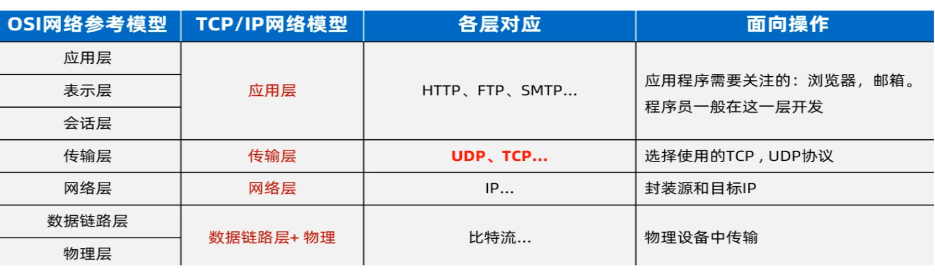 OSI网络参考模型 TCP/IP网络模型 各层对应 面向操作
应用层
表示层
会话层
应用层
HTTP、FTP、SMTP...
应用程序需要关注的：浏览器，邮箱。
程序员一般在这一层开发
传输层 传输层 UDP、TCP... 选择使用的TCP , UDP协议
网络层 网络层 IP... 封装源和目标IP
数据链路层
物理层
数据链路层+ 物理
比特流...
物理设备中传输